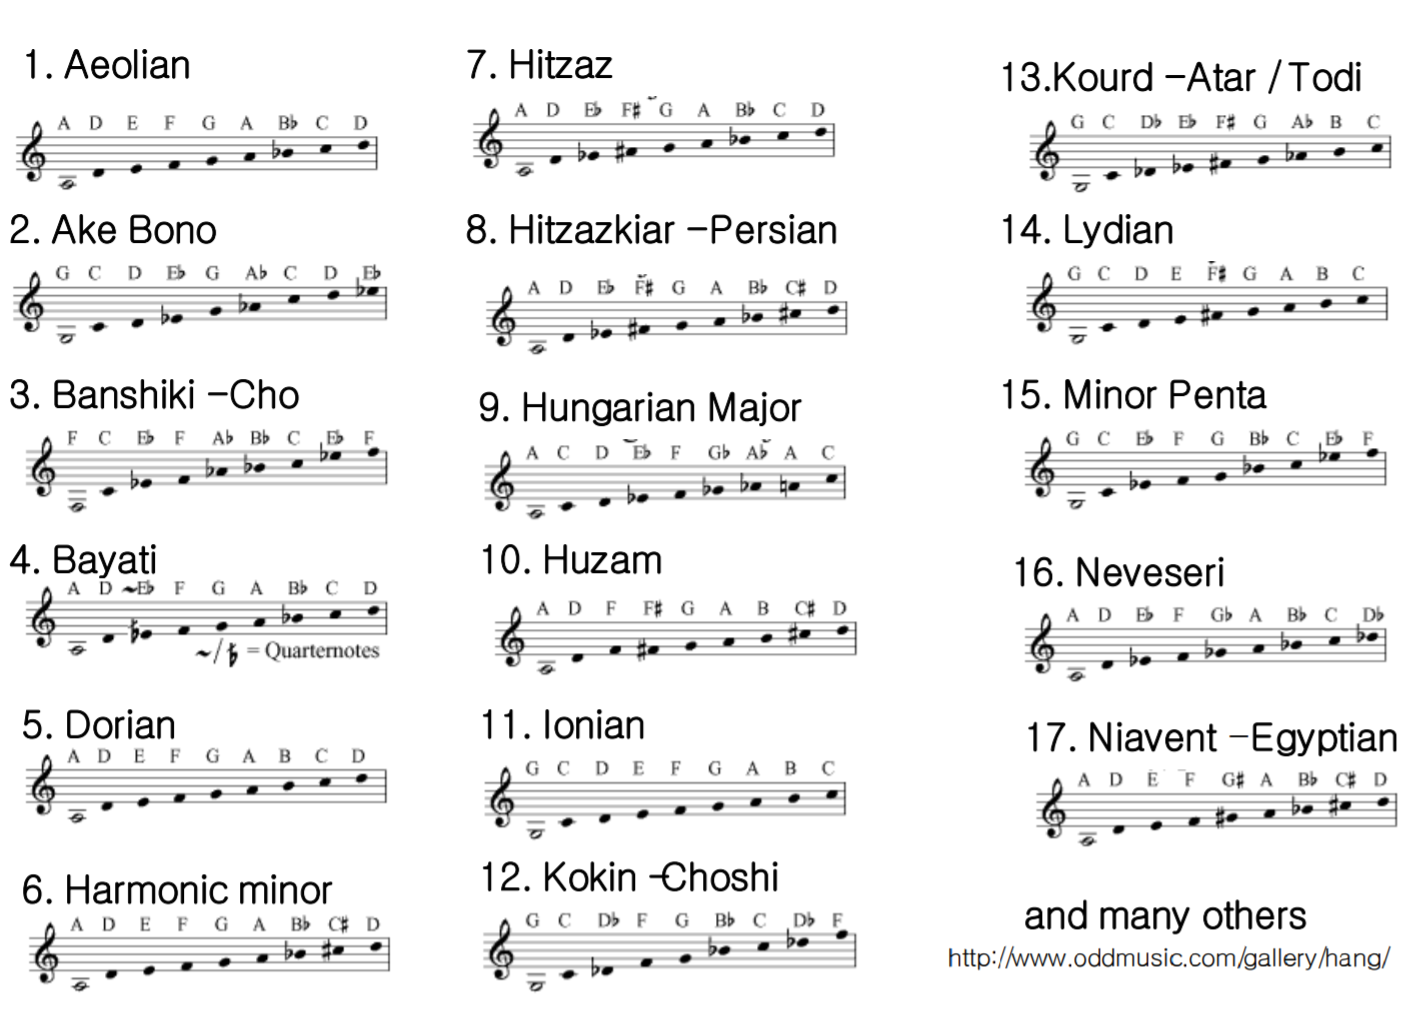 1. Aeolian
A D E F G A B♭ C D
2. Ake Bono
G C D E♭ G A♭ C D E♭
3. Banshiki -Cho
F C E♭ F A♭ B♭ C E♭ F
4. Bayati
A D ~E♭ F G A B♭ C D
~/♭ = Quarternotes
5. Dorian
A D E F G A B C D
6. Harmonic minor
A D E F G A B♭ C♯ D
7. Hitzaz
A D E♭ F♯ G A B♭ C D
8. Hitzazkiar -Persian
A D E♭ F♯ G A B♭ C♯ D
9. Hungarian Major
A C D E♭ F G♭ A♭ A C
10. Huzam
A D F F♯ G A B C♯ D
11. Ionian
G C D E F G A B C
12. Kokin -Choshi
G C D♭ F G B♭ C D♭ F
13.Kourd -Atar / Todi
G C D♭ E♭ F♯ G A♭ B C
14. Lydian
G C D E F♯ G A B C
15. Minor Penta
G C E♭ F G B♭ C E♭ F
16. Neveseri
A D E♭ F G♭ A B♭ C D♭
17. Niavent -Egyptian
A D E F G♯ A B♭ C♯ D
and many others
http://www.oddmusic.com/gallery/hang/